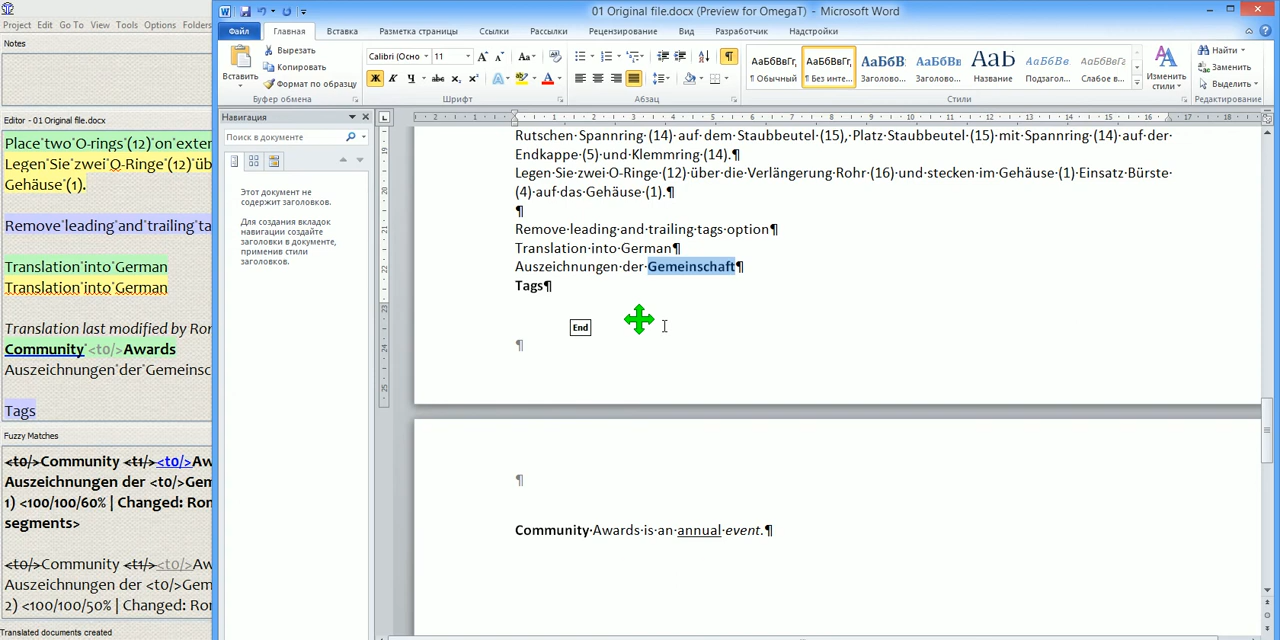 01 Original file.docx (Preview for OmegaT) - Microsoft Word
Project Edit Go To View Tools Options Folders
Файл Главная Вставка Разметка страницы Ссылки Рассылки Рецензирование Вид Разработчик Надстройки
Вставить
Вырезать
Копировать
Формат по образцу
Буфер обмена
Calibri (Осно 11
Ж К Ч abc x₂ x²
Шрифт
Абзац
АаБбВвГг, АаБбВвГг, АаБбВв АаБбВв АаБ АаБбВв АаБбВвГг
¶ Обычный ¶ Без инте... Заголово... Заголово... Название Подзагол... Слабое в...
Изменить стили
Стили
Найти
Заменить
Выделить
Редактирование
Notes
Editor - 01 Original file.docx
Place two O-rings (12) on exter
Legen Sie zwei O-Ringe (12) üb
Gehäuse (1).
Remove leading and trailing ta
Translation into German
Translation into German
Translation last modified by Ror
Community <t0/>Awards
Auszeichnungen der Gemeinsc
Tags
Fuzzy Matches
<t0/>Community <t1/><t0/>Aw
Auszeichnungen der <t0/>Gem
1) <100/100/60% | Changed: Ron
segments>
<t0/>Community <t1/><t0/>Aw
Auszeichnungen der <t0/>Gem
2) <100/100/50% | Changed: Ror
Translated documents created
Навигация
Поиск в документе
Этот документ не
содержит заголовков.
Для создания вкладок
навигации создайте
заголовки в документе,
применив стили
заголовков.
Rutschen·Spannring·(14)·auf·dem·Staubbeutel·(15),·Platz·Staubbeutel·(15)·mit·Spannring·(14)·auf·der·
Endkappe·(5)·und·Klemmring·(14).¶
Legen·Sie·zwei·O-Ringe·(12)·über·die·Verlängerung·Rohr·(16)·und·stecken·im·Gehäuse·(1)·Einsatz·Bürste·
(4)·auf·das·Gehäuse·(1).¶
¶
Remove·leading·and·trailing·tags·option¶
Translation·into·German¶
Auszeichnungen·der·Gemeinschaft¶
Tags¶
End
¶
¶
Community·Awards·is·an·annual·event.¶